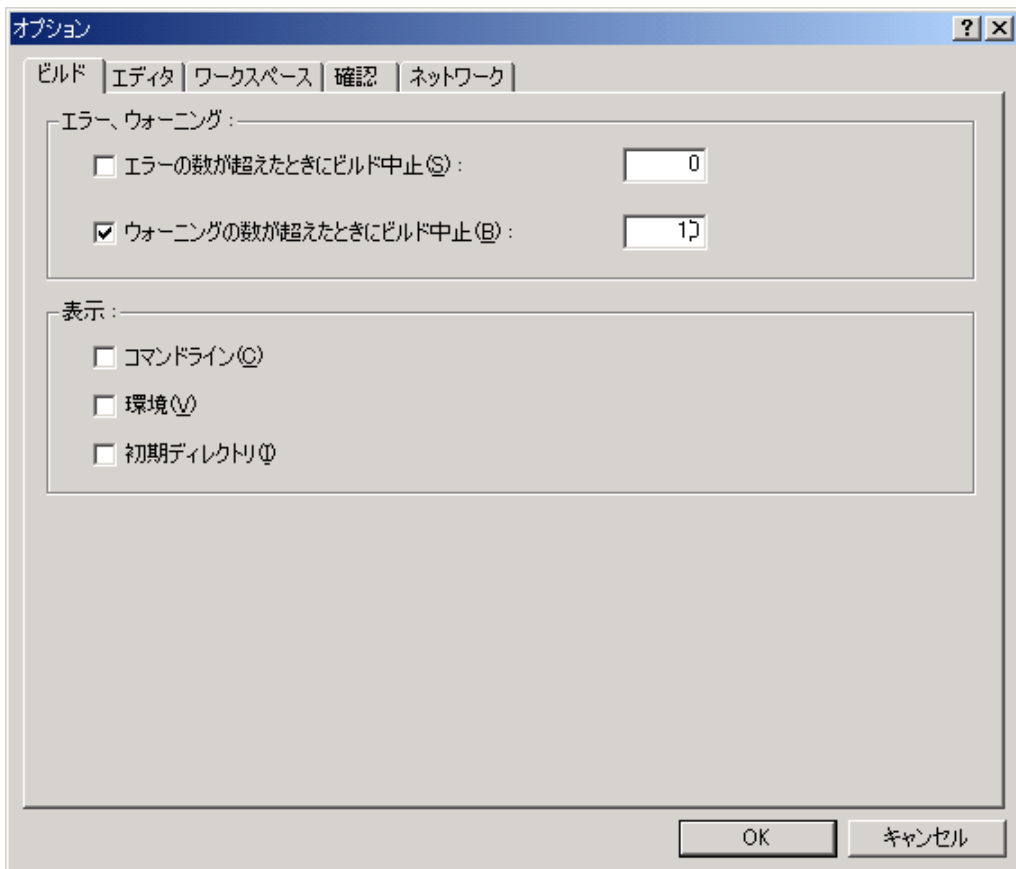 オプション
ビルド エディタ ワークスペース 確認 ネットワーク
エラー、ウォーニング :
エラーの数が超えたときにビルド中止(S) : 0
ウォーニングの数が超えたときにビルド中止(B) :
表示 :
コマンドライン(C)
環境(V)
初期ディレクトリ(I)
OK キャンセル